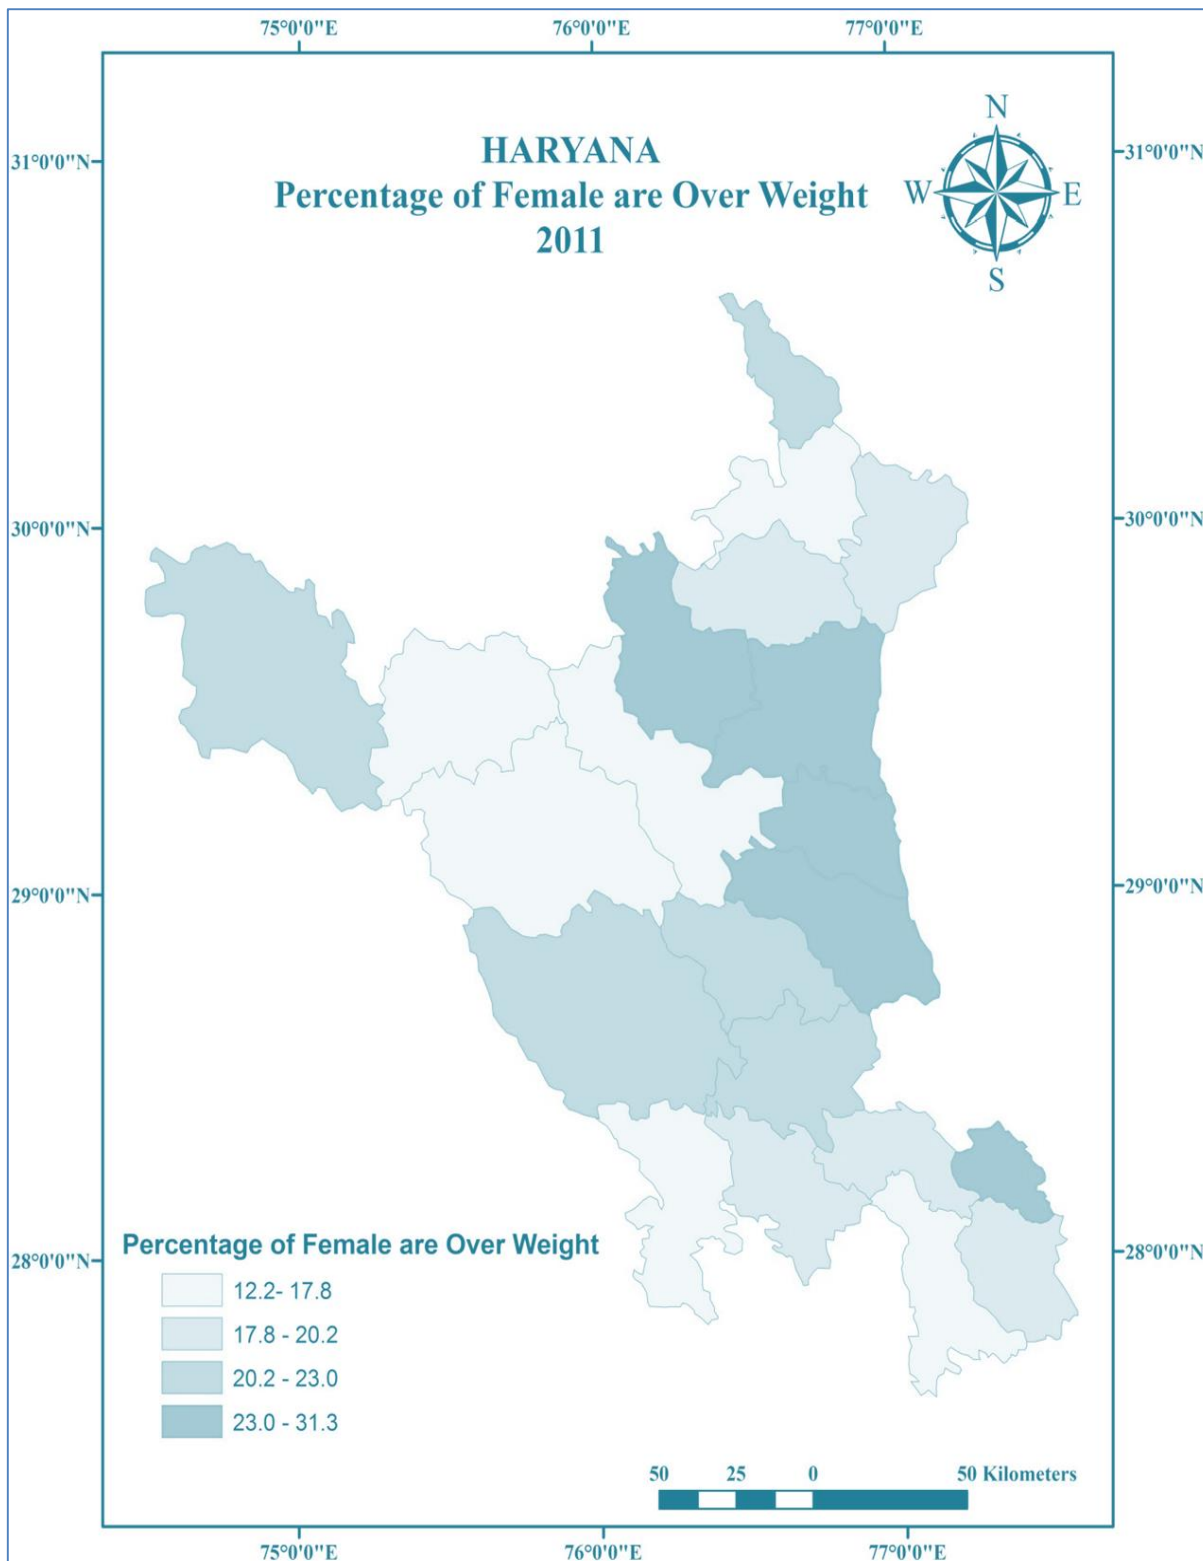 75°0'0"E 76°0'0"E 77°0'0"E
HARYANA
Percentage of Female are Over Weight
2011
N
W E
S
31°0'0"N 31°0'0"N
30°0'0"N 30°0'0"N
29°0'0"N 29°0'0"N
28°0'0"N 28°0'0"N
Percentage of Female are Over Weight
12.2- 17.8
17.8 - 20.2
20.2 - 23.0
23.0 - 31.3
50 25 0 50 Kilometers
75°0'0"E 76°0'0"E 77°0'0"E